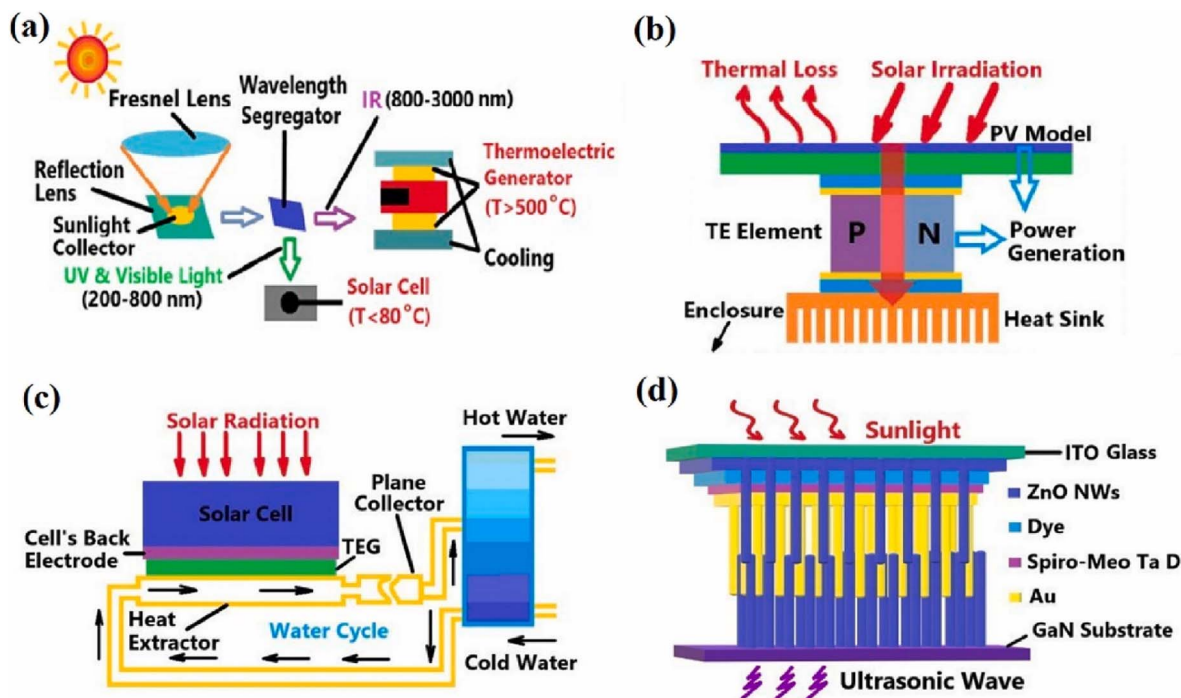 (a)
Fresnel Lens
Wavelength
Segregator
IR (800-3000 nm)
Reflection
Lens
Sunlight
Collector
UV & Visible Light
(200-800 nm)
Thermoelectric
Generator
(T>500°C)
Cooling
Solar Cell
(T<80°C)
(b)
Thermal Loss
Solar Irradiation
PV Model
TE Element
P
N
Power
Generation
Enclosure
Heat Sink
(c)
Solar Radiation
Solar Cell
Cell's Back
Electrode
TEG
Plane
Collector
Hot Water
Heat
Extractor
Water Cycle
Cold Water
(d)
Sunlight
ITO Glass
ZnO NWs
Dye
Spiro-Meo Ta D
Au
GaN Substrate
Ultrasonic Wave